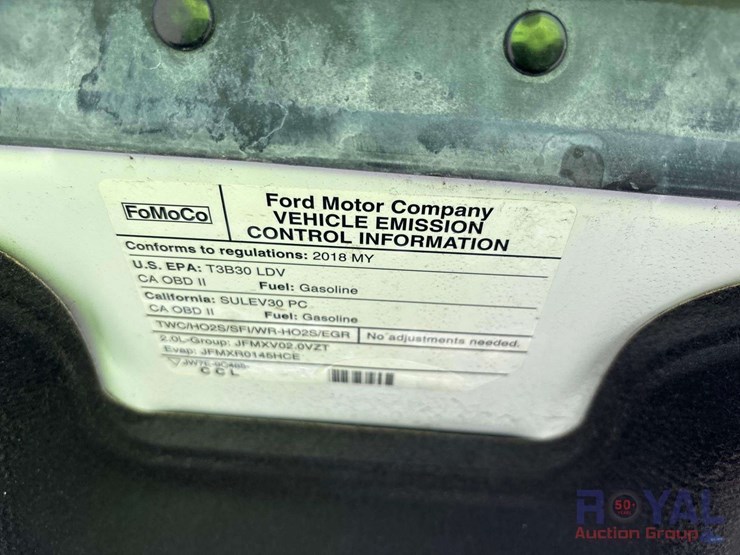 FoMoCo
Ford Motor Company
VEHICLE EMISSION
CONTROL INFORMATION
Conforms to regulations: 2018 MY
U.S. EPA: T3B30 LDV
CA OBD II Fuel: Gasoline
California: SULEV30 PC
CA OBD II Fuel: Gasoline
TWC/HO2S/SFI/WR-HO2S/EGR No adjustments needed.
2.0L-Group: JFMXV02.0VZT
Evap: JFMXR0145HCE
CCL
ROYAL
50
Auction Group